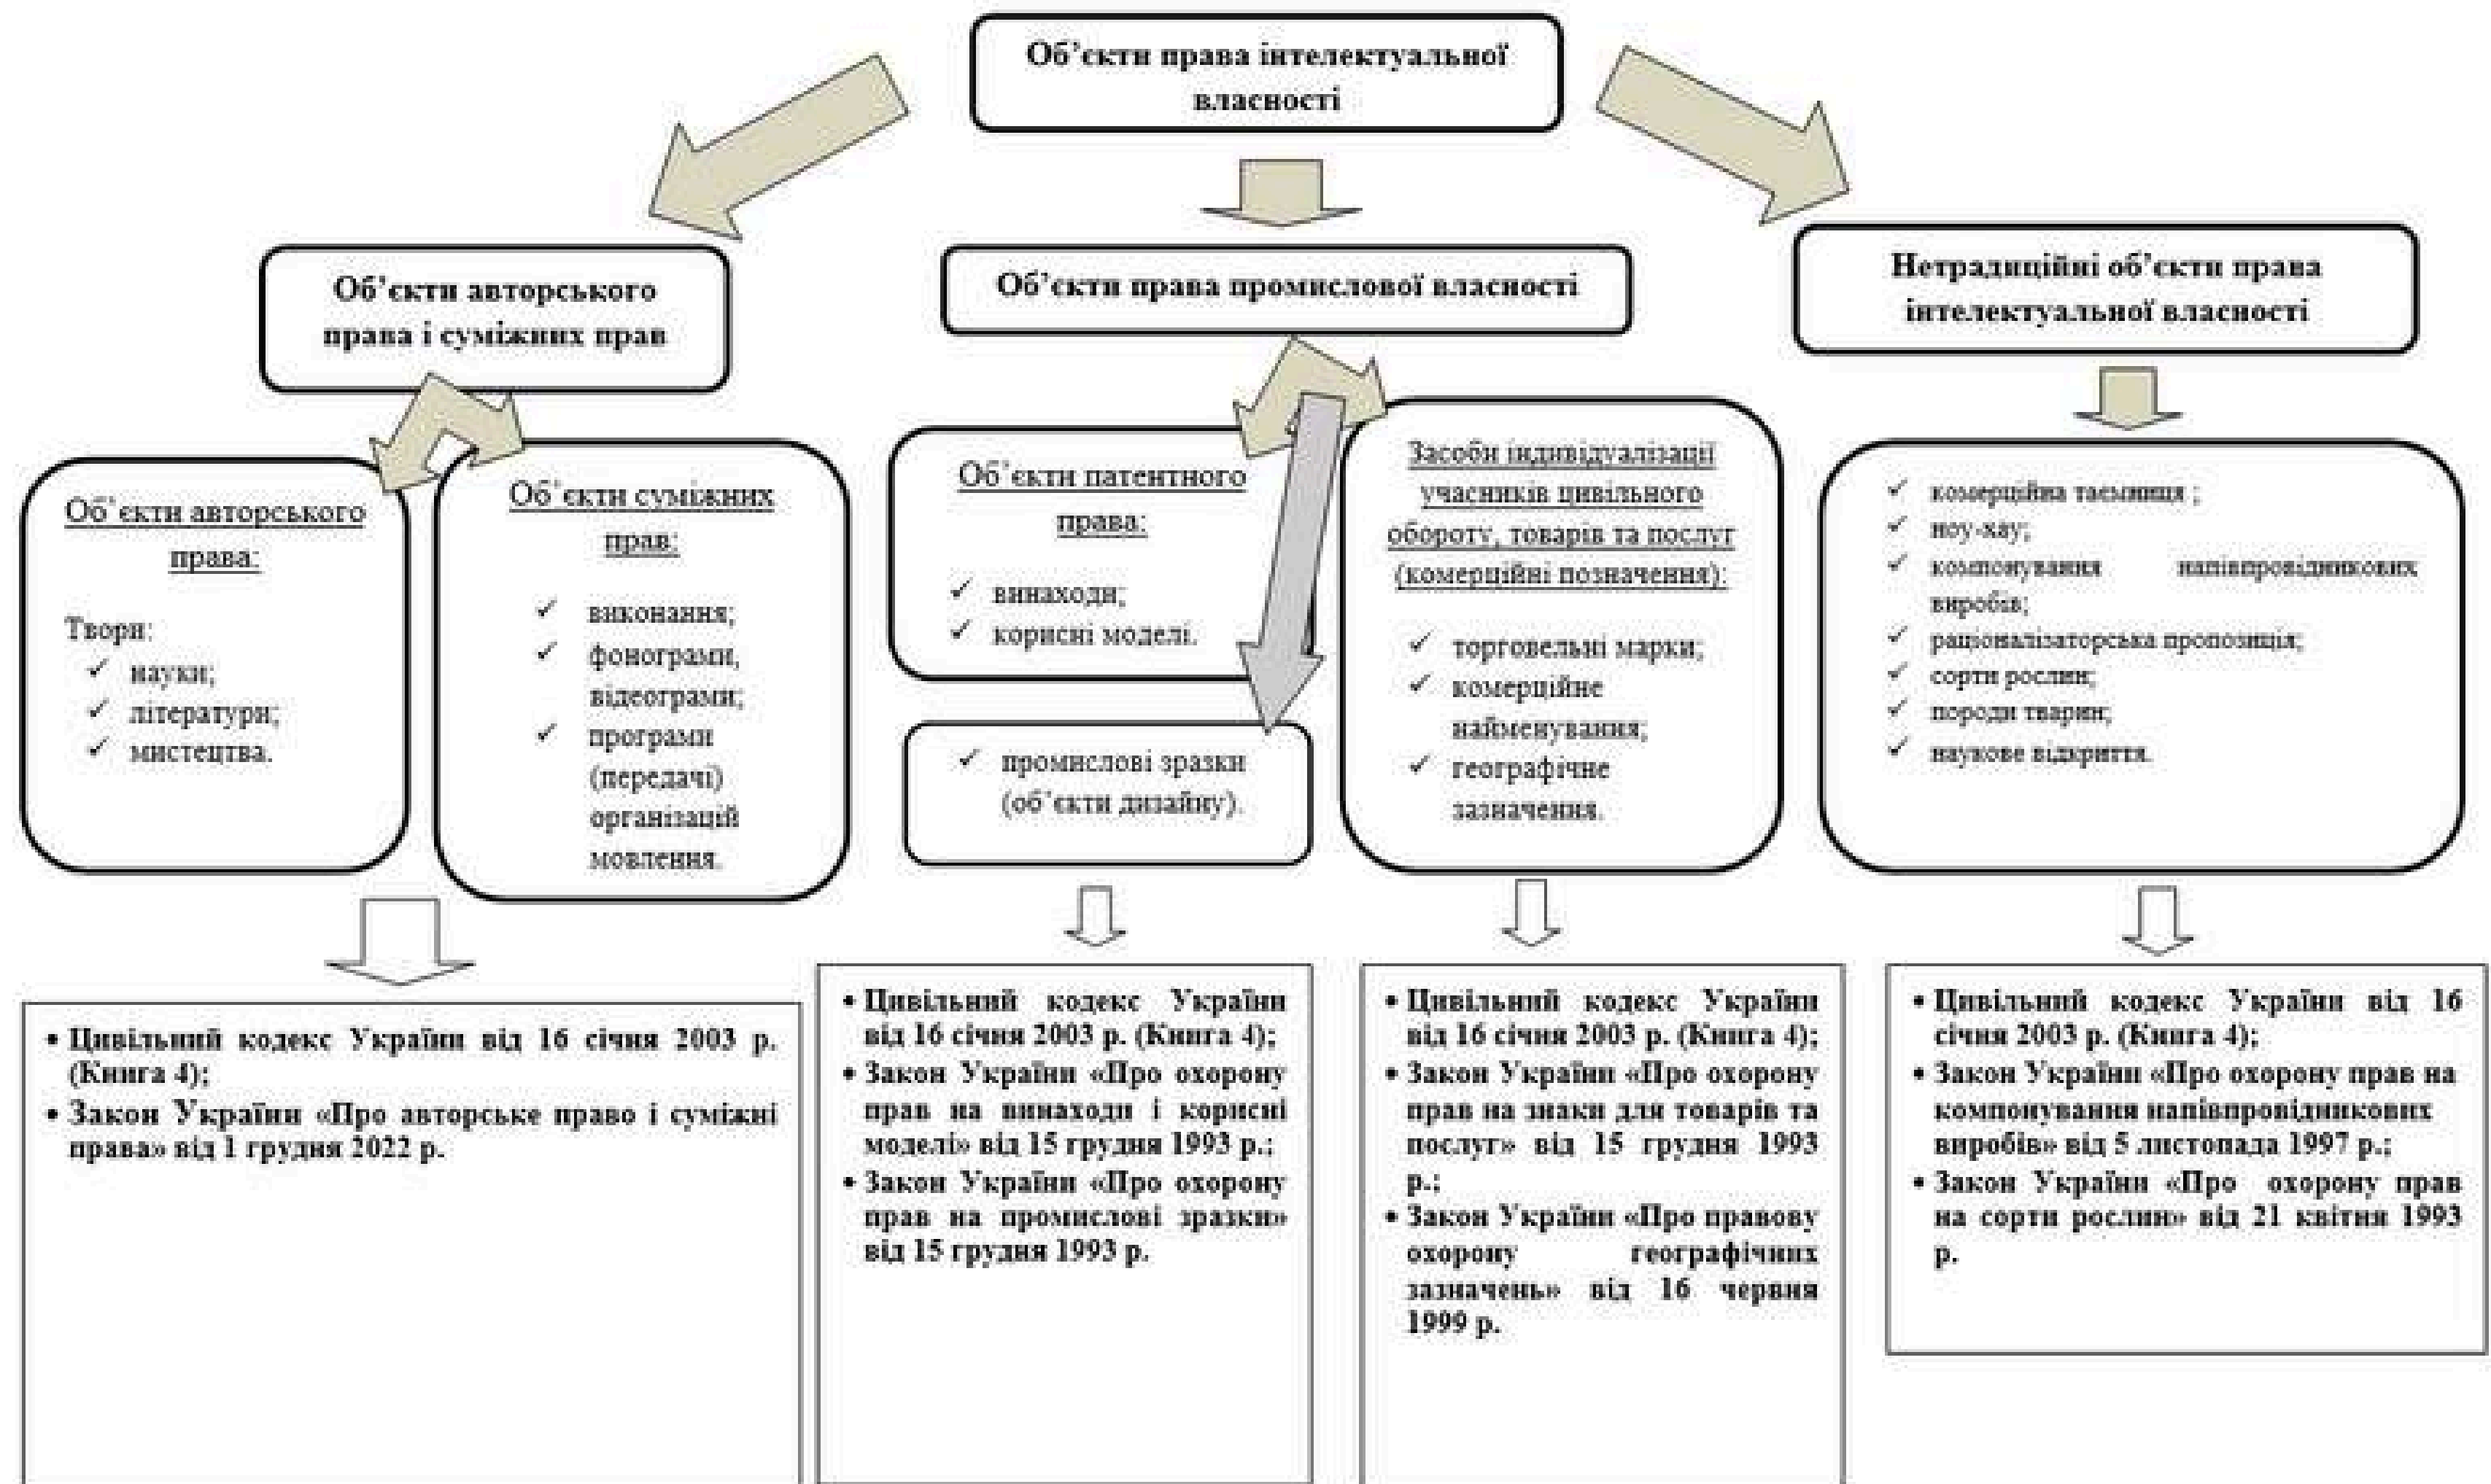 Об’єкти права інтелектуальної
власності
Об’єкти авторського
права і суміжних прав
Об’єкти права промислової власності
Нетрадиційні об’єкти права
інтелектуальної власності
Об’єкти авторського
права:
Твори:
✓ науки;
✓ літератури;
✓ мистецтва.
Об’єкти суміжних
прав:
✓ виконання;
✓ фонограми,
відеограми;
✓ програми
(передачі)
організацій
мовлення.
Об’єкти патентного
права:
✓ винаходи;
✓ корисні моделі.
✓ промислові зразки
(об’єкти дизайну).
Засоби індивідуалізації
учасників цивільного
обороту, товарів та послуг
(комерційні позначення):
✓ торговельні марки;
✓ комерційне
найменування;
✓ географічне
зазначення.
✓ комерційна таємниця ;
✓ ноу-хау;
✓ компонування напівпровідникових
виробів;
✓ раціоналізаторська пропозиція;
✓ сорти рослин;
✓ породи тварин;
✓ наукове відкриття.
• Цивільний кодекс України від 16 січня 2003 р.
(Книга 4);
• Закон України «Про авторське право і суміжні
права» від 1 грудня 2022 р.
• Цивільний кодекс України
від 16 січня 2003 р. (Книга 4);
• Закон України «Про охорону
прав на винаходи і корисні
моделі» від 15 грудня 1993 р.;
• Закон України «Про охорону
прав на промислові зразки»
від 15 грудня 1993 р.
• Цивільний кодекс України
від 16 січня 2003 р. (Книга 4);
• Закон України «Про охорону
прав на знаки для товарів та
послуг» від 15 грудня 1993
р.;
• Закон України «Про правову
охорону географічних
зазначень» від 16 червня
1999 р.
• Цивільний кодекс України від 16
січня 2003 р. (Книга 4);
• Закон України «Про охорону прав на
компонування напівпровідникових
виробів» від 5 листопада 1997 р.;
• Закон України «Про охорону прав
на сорти рослин» від 21 квітня 1993
р.